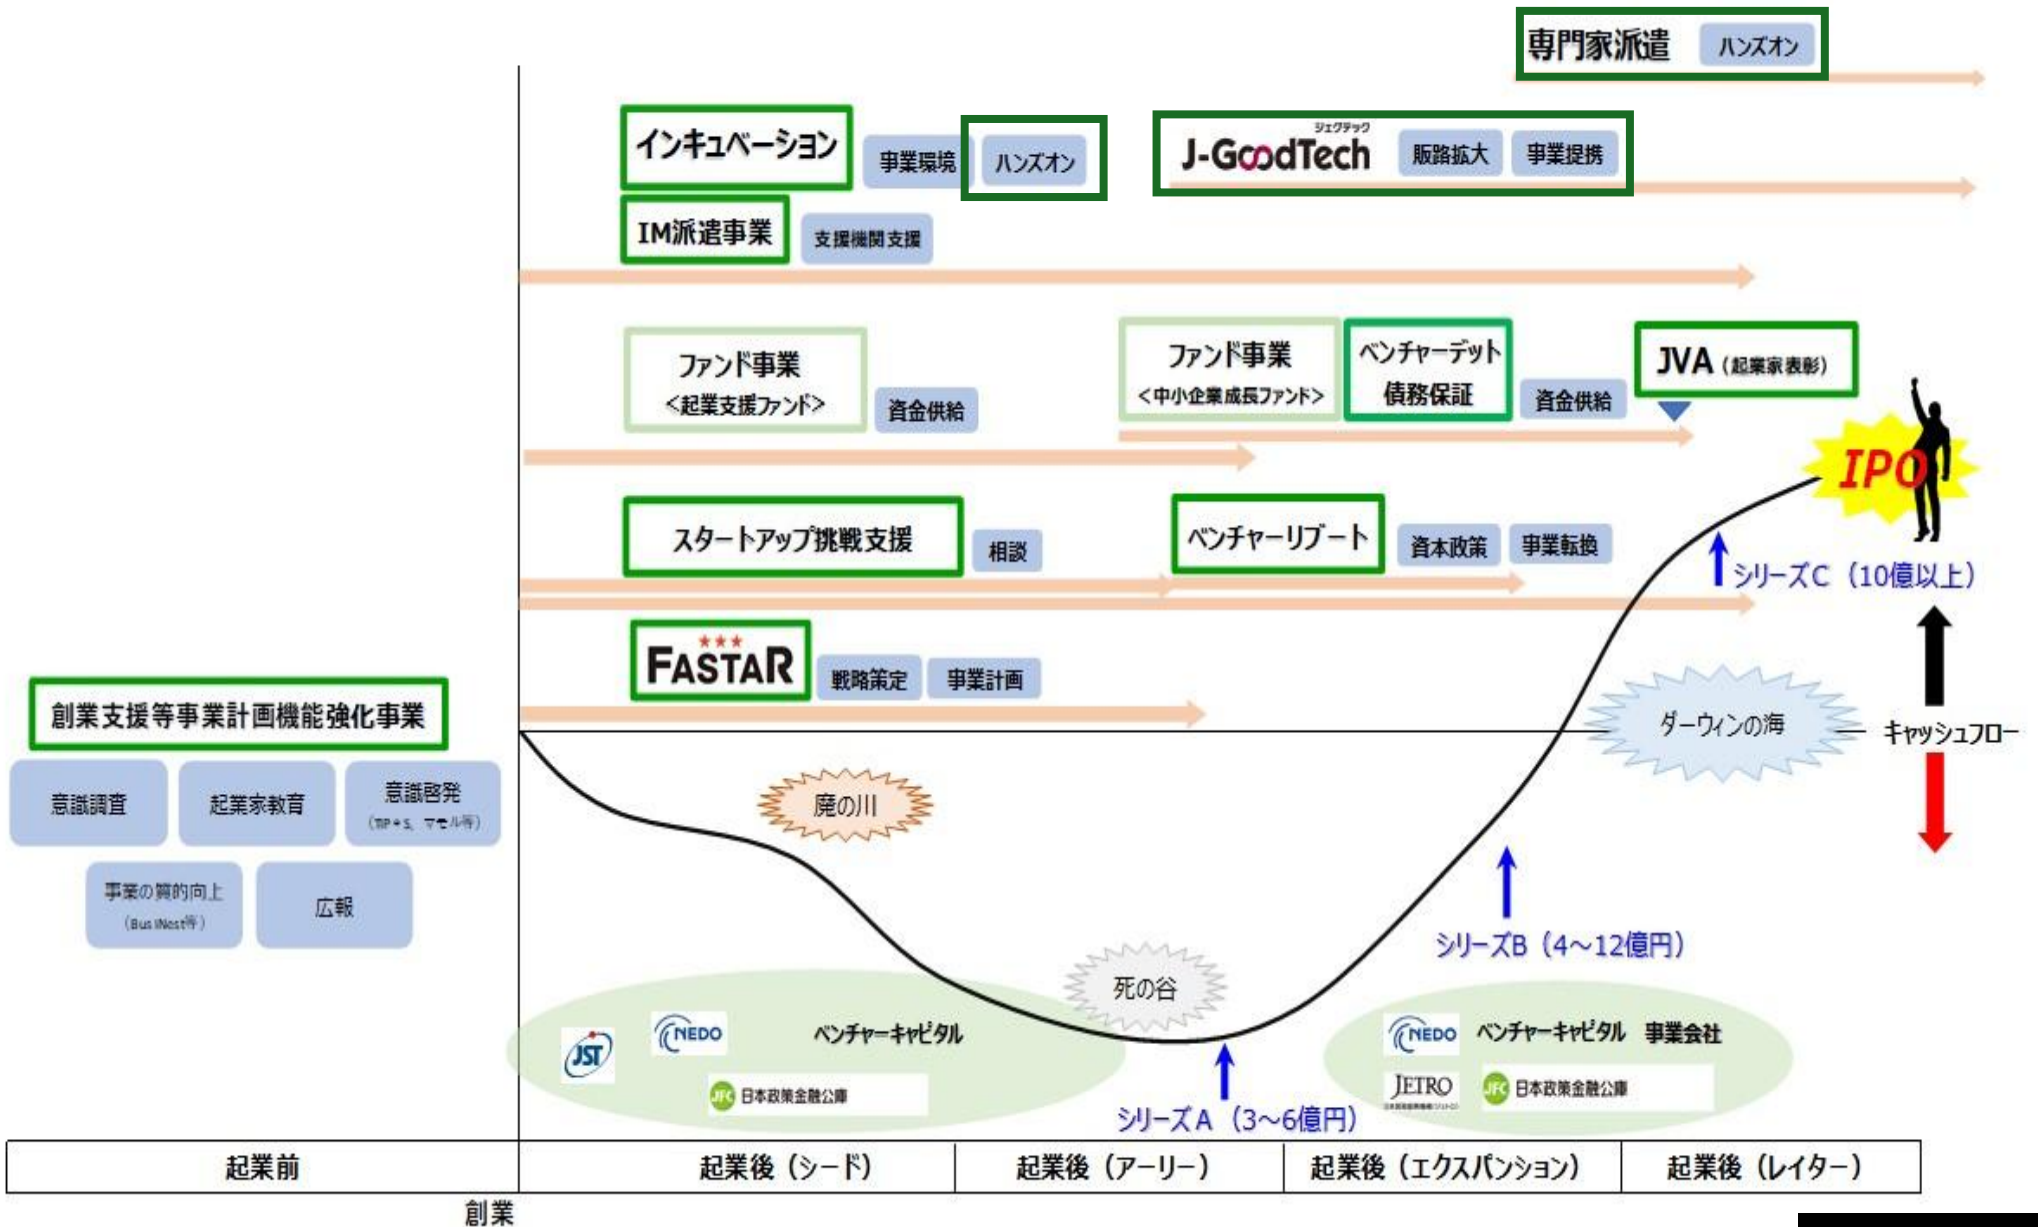 専門家派遣 ハンズオン
インキュベーション 事業環境 ハンズオン
ジェグテック
J-GoodTech 販路拡大 事業提携
IM派遣事業 支援機関支援
ファンド事業
<起業支援ファンド> 資金供給
ファンド事業
<中小企業成長ファンド>
ベンチャーデット
債務保証 資金供給
JVA (起業家表彰)
IPO
スタートアップ挑戦支援 相談
ベンチャーリブート 資本政策 事業転換
シリーズC (10億以上)
FASTAR 戦略策定 事業計画
創業支援等事業計画機能強化事業
意識調査
起業家教育
意識啓発
(TIP*S、マモル等)
事業の質的向上
(BusiNest等)
広報
ダーウィンの海
キャッシュフロー
廃の川
シリーズB (4～12億円)
死の谷
JST NEDO ベンチャーキャピタル
JFC 日本政策金融公庫
シリーズA (3～6億円)
NEDO ベンチャーキャピタル 事業会社
JETRO JFC 日本政策金融公庫
起業前 起業後 (シード) 起業後 (アーリー) 起業後 (エクスパンション) 起業後 (レイター)
創業